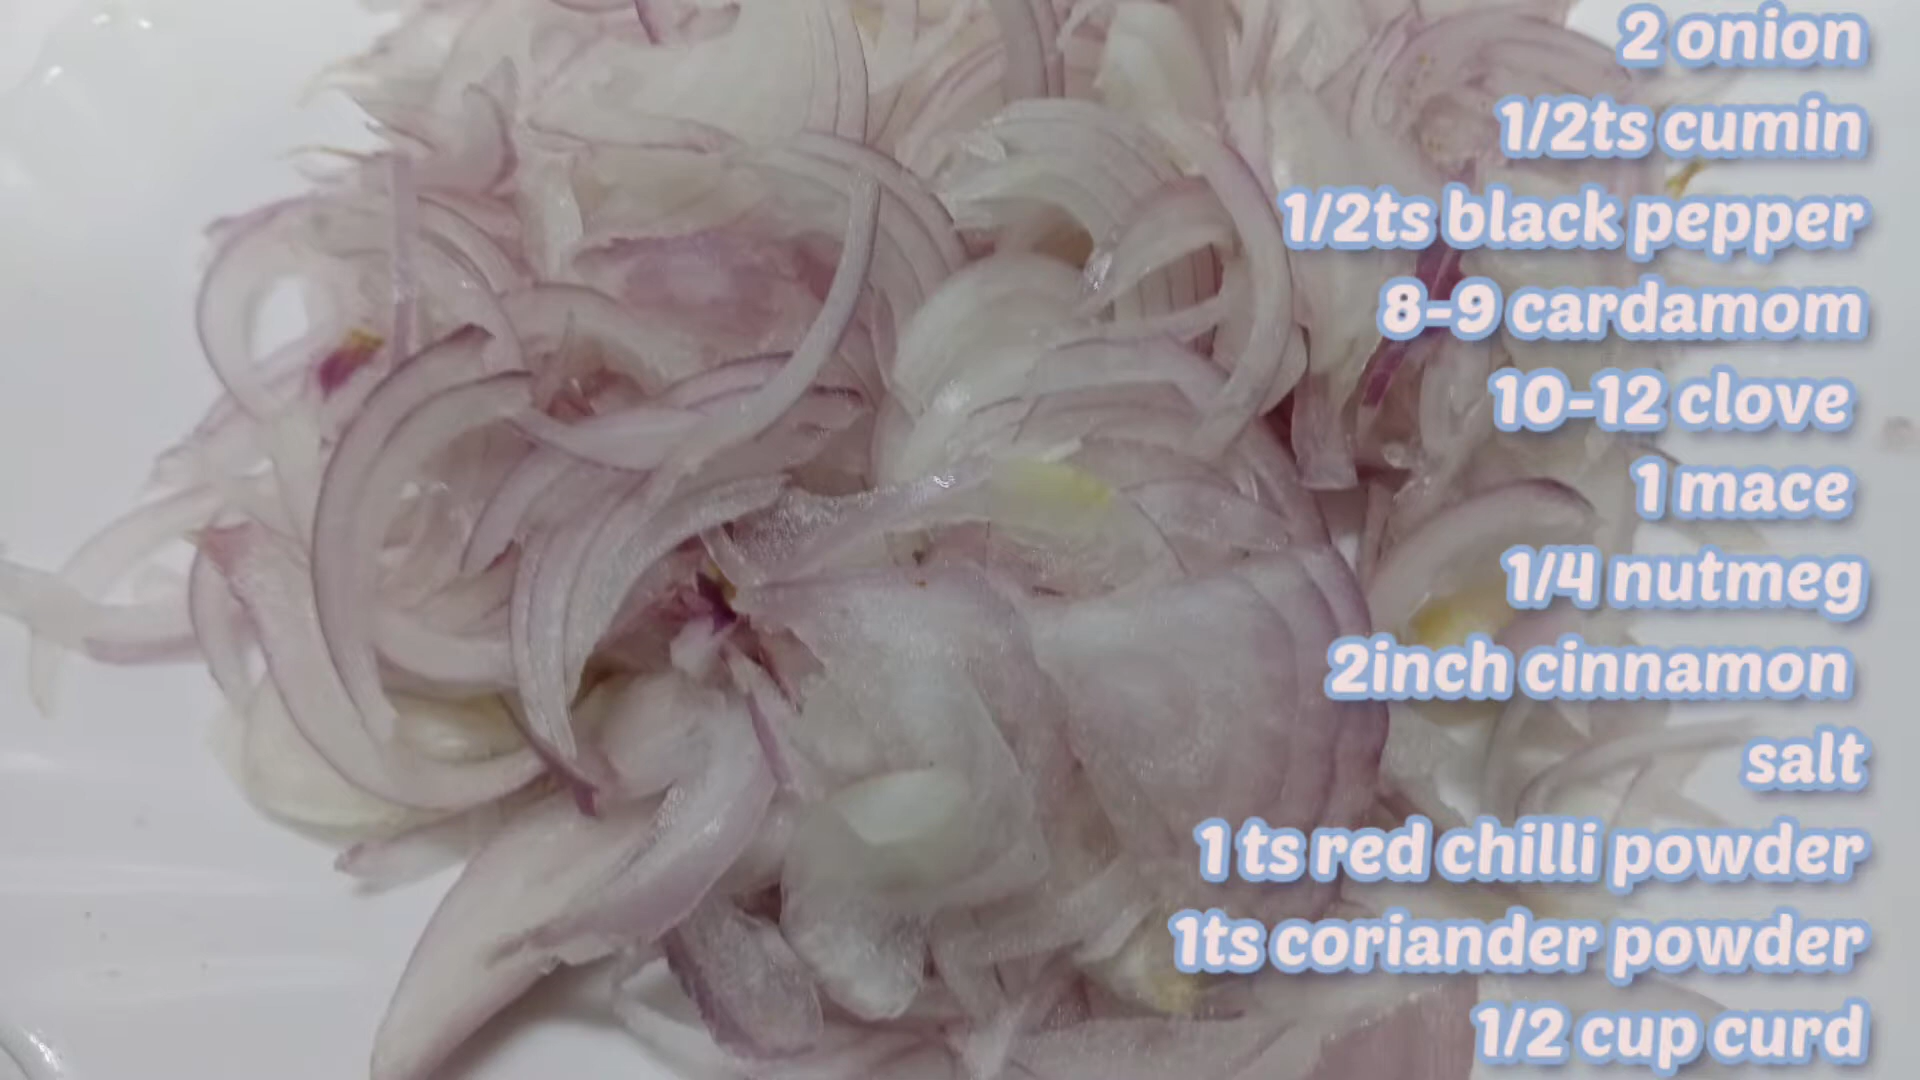 2 onion
1/2ts cumin
1/2ts black pepper
8-9 cardamom
10-12 clove
1 mace
1/4 nutmeg
2inch cinnamon
salt
1 ts red chilli powder
1ts coriander powder
1/2 cup curd